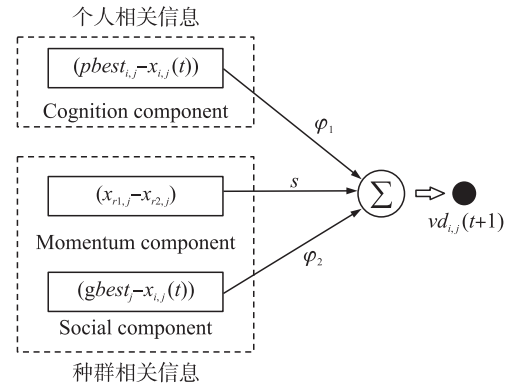 个人相关信息
(pbest_{i,j}–x_{i,j}(t))
Cognition component
φ₁
(x_{r1,j}–x_{r2,j})
s
Σ
vd_{i,j}(t+1)
Momentum component
φ₂
(gbest_j–x_{i,j}(t))
Social component
种群相关信息